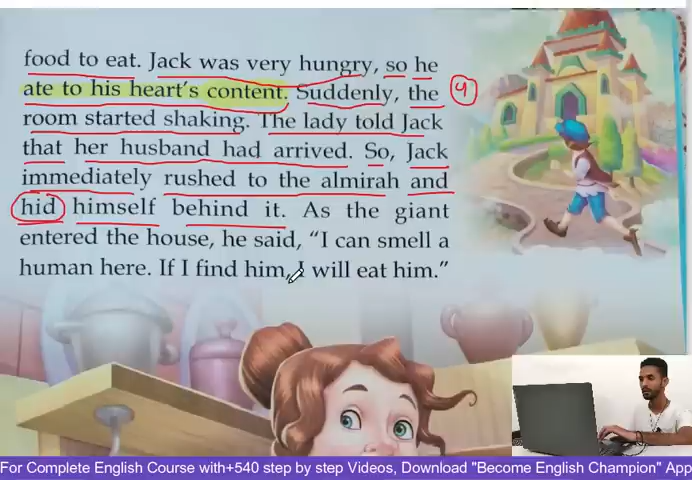 food to eat. Jack was very hungry, so he
ate to his heart's content. Suddenly, the
9
room started shaking. The lady told Jack
that her husband had arrived. So, Jack
immediately rushed to the almirah and
hid himself behind it. As the giant
entered the house, he said, “I can smell a
human here. If I find him, I will eat him.”
For Complete English Course with+540 step by step Videos, Download "Become English Champion" App